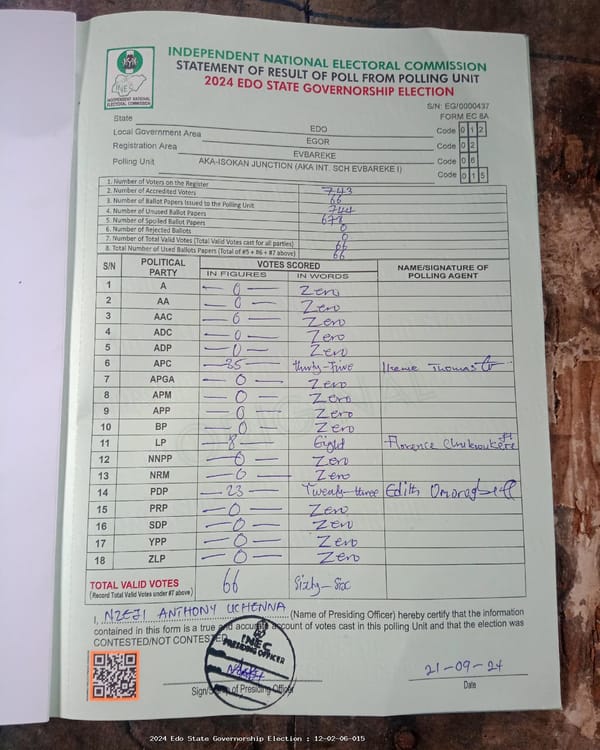 INDEPENDENT NATIONAL ELECTORAL COMMISSION
STATEMENT OF RESULT OF POLL FROM POLLING UNIT
2024 EDO STATE GOVERNORSHIP ELECTION
INEC
INDEPENDENT NATIONAL
ELECTORAL COMMISSION
S/N: EG/0000437
FORM EC 8A
State EDO Code 0 1 2
Local Government Area EGOR Code 0 2
Registration Area EVBAREKE Code 0 6
Polling Unit AKA-ISOKAN JUNCTION (AKA INT. SCH EVBAREKE I) Code 0 1 5
1. Number of Voters on the Register 743
2. Number of Accredited Voters 66
3. Number of Ballot Papers Issued to the Polling Unit 744
4. Number of Unused Ballot Papers 678
5. Number of Spoiled Ballot Papers 0
6. Number of Rejected Ballots 0
7. Number of Total Valid Votes (Total Valid Votes cast for all parties) 66
8. Total Number of Used Ballots Papers (Total of #5 + #6 + #7 above) 66
S/N POLITICAL PARTY VOTES SCORED NAME/SIGNATURE OF POLLING AGENT
IN FIGURES IN WORDS
1 A 0 Zero
2 AA 0 Zero
3 AAC 0 Zero
4 ADC 0 Zero
5 ADP 0 Zero
6 APC 35 thirty-Five Thomas
7 APGA 0 Zero
8 APM 0 Zero
9 APP 0 Zero
10 BP 0 Zero
11 LP 8 Eight Florence
12 NNPP 0 Zero
13 NRM 0 Zero
14 PDP 23 Twenty-three Edith
15 PRP 0 Zero
16 SDP 0 Zero
17 YPP 0 Zero
18 ZLP 0 Zero
TOTAL VALID VOTES 66 Sixty-Six
(Record Total Valid Votes under #7 above)
I, NZEJI ANTHONY UCHENNA (Name of Presiding Officer) hereby certify that the information
contained in this form is a true and accurate account of votes cast in this polling Unit and that the election was
CONTESTED/NOT CONTESTED
INEC
PRESIDING OFFICER
Sign/Stamp of Presiding Officer
21-09-24
Date
2024 Edo State Governorship Election : 12-02-06-015